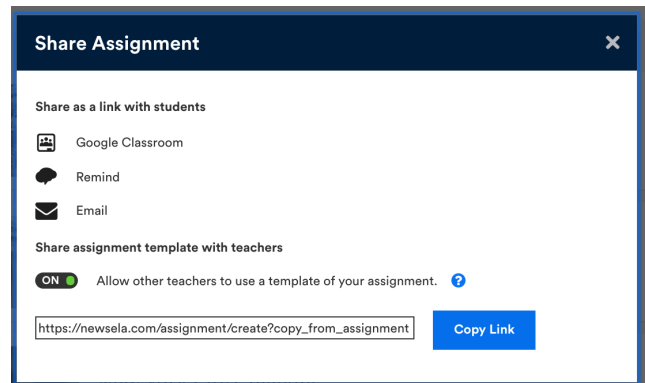 Share Assignment
Share as a link with students
Google Classroom
Remind
Email
Share assignment template with teachers
ON Allow other teachers to use a template of your assignment. ?
https://newsela.com/assignment/create?copy_from_assignment Copy Link